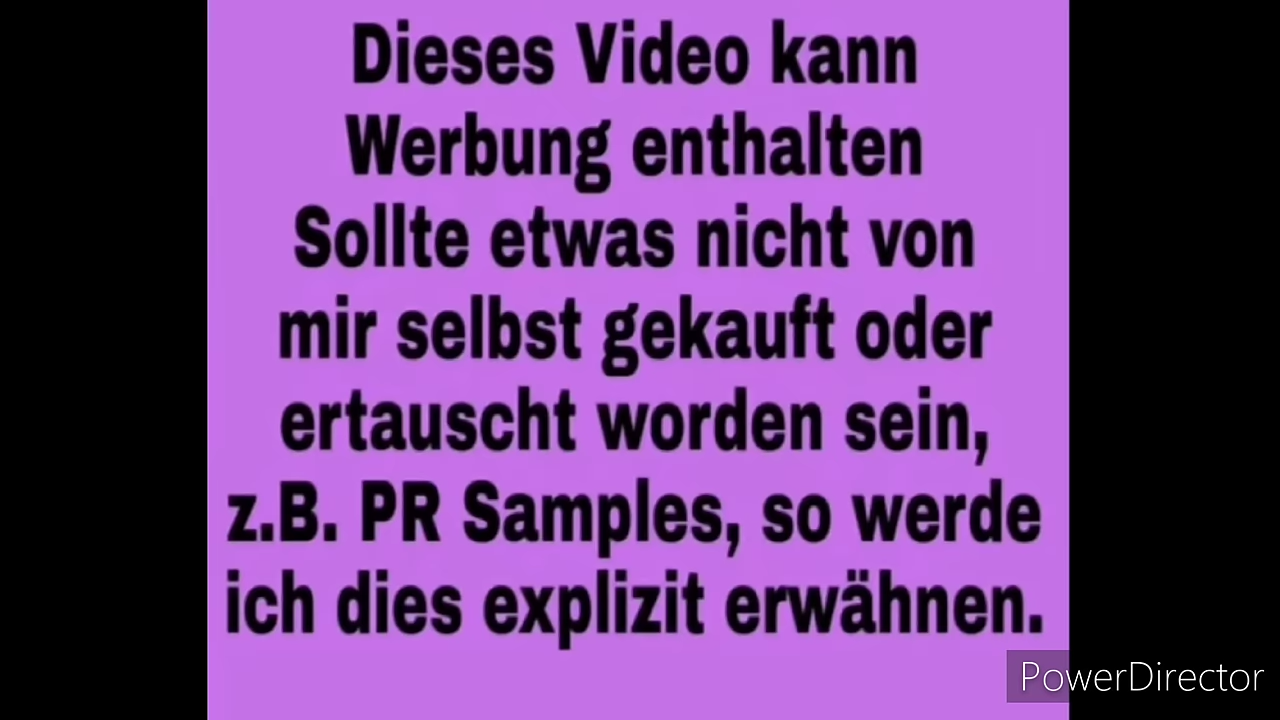 Dieses Video kann
Werbung enthalten
Sollte etwas nicht von
mir selbst gekauft oder
ertauscht worden sein,
z.B. PR Samples, so werde
ich dies explizit erwähnen.
PowerDirector